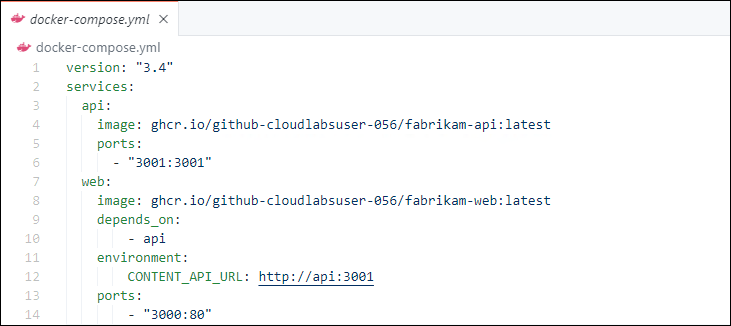 docker-compose.yml ×
docker-compose.yml
1 version: "3.4"
2 services:
3 api:
4 image: ghcr.io/github-cloudlabsuser-056/fabrikam-api:latest
5 ports:
6 - "3001:3001"
7 web:
8 image: ghcr.io/github-cloudlabsuser-056/fabrikam-web:latest
9 depends_on:
10 - api
11 environment:
12 CONTENT_API_URL: http://api:3001
13 ports:
14 - "3000:80"